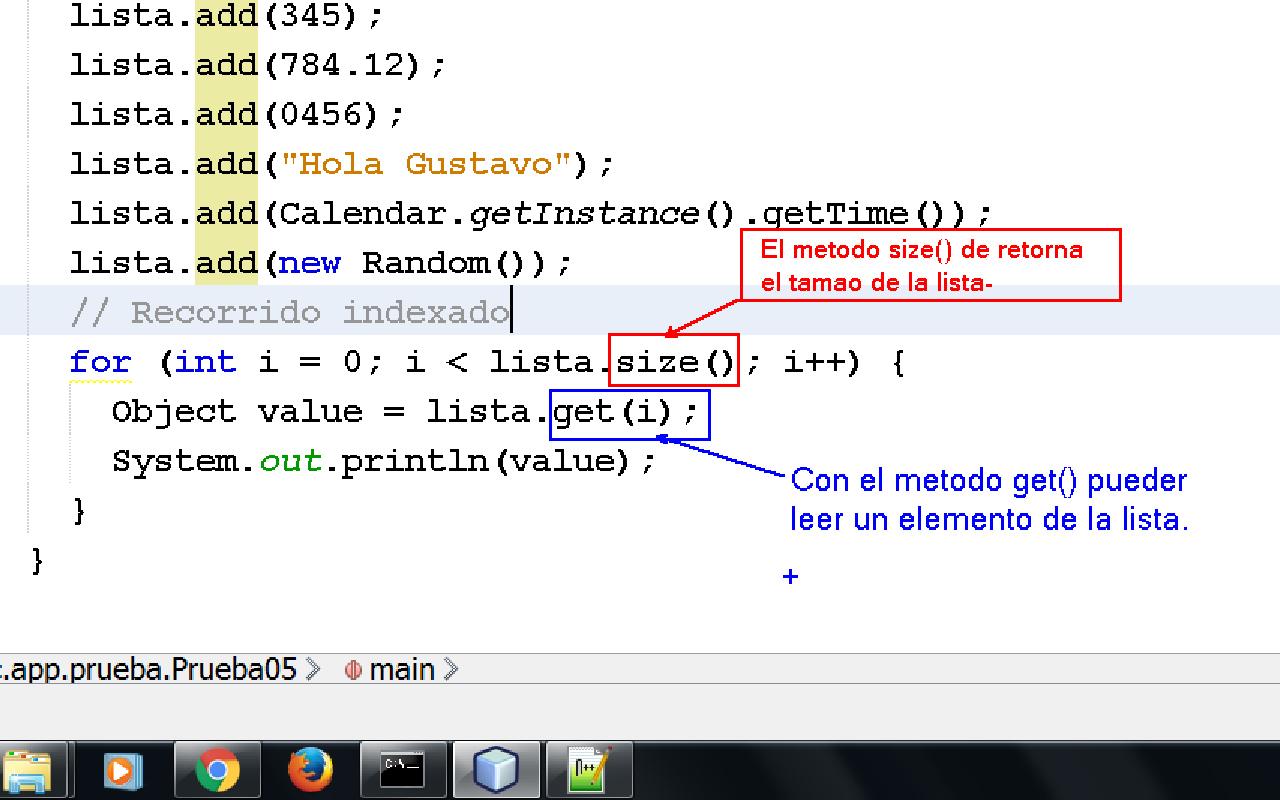 lista.add(345);
lista.add(784.12);
lista.add(0456);
lista.add("Hola Gustavo");
lista.add(Calendar.getInstance().getTime());
lista.add(new Random());
El metodo size() de retorna
el tamao de la lista-
// Recorrido indexado
for (int i = 0; i < lista.size(); i++) {
Object value = lista.get(i);
System.out.println(value);
}
}
Con el metodo get() pueder
leer un elemento de la lista.
+
c.app.prueba.Prueba05
main
C:\_